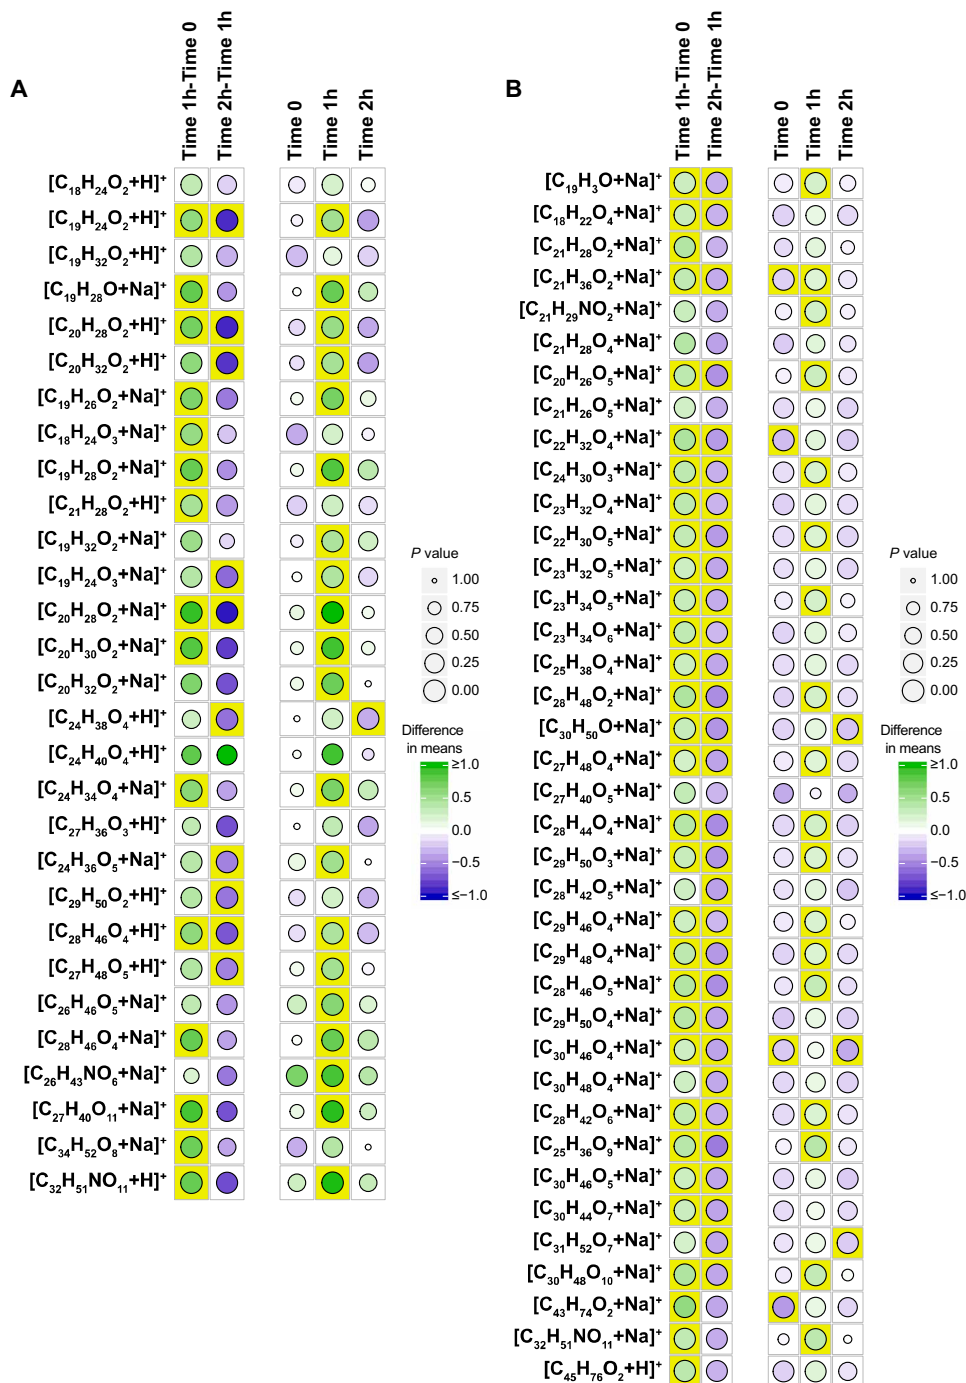 A
Time 1h-Time 0
Time 2h-Time 1h
Time 0
Time 1h
Time 2h
[C₁₈H₂₄O₂+H]⁺
[C₁₉H₂₄O₂+H]⁺
[C₁₉H₃₂O₂+H]⁺
[C₁₉H₂₈O+Na]⁺
[C₂₀H₂₈O₂+H]⁺
[C₂₀H₃₂O₂+H]⁺
[C₁₉H₂₆O₂+Na]⁺
[C₁₈H₂₄O₃+Na]⁺
[C₁₉H₂₈O₂+Na]⁺
[C₂₁H₂₈O₂+H]⁺
[C₁₉H₃₂O₂+Na]⁺
[C₁₉H₂₄O₃+Na]⁺
[C₂₀H₂₈O₂+Na]⁺
[C₂₀H₃₀O₂+Na]⁺
[C₂₀H₃₂O₂+Na]⁺
[C₂₄H₃₈O₄+H]⁺
[C₂₄H₄₀O₄+H]⁺
[C₂₄H₃₄O₄+Na]⁺
[C₂₇H₃₆O₃+H]⁺
[C₂₄H₃₆O₅+Na]⁺
[C₂₉H₅₀O₂+H]⁺
[C₂₈H₄₆O₄+H]⁺
[C₂₇H₄₈O₅+H]⁺
[C₂₆H₄₆O₅+Na]⁺
[C₂₈H₄₆O₄+Na]⁺
[C₂₆H₄₃NO₆+Na]⁺
[C₂₇H₄₀O₁₁+Na]⁺
[C₃₄H₅₂O₈+Na]⁺
[C₃₂H₅₁NO₁₁+H]⁺
P value
1.00
0.75
0.50
0.25
0.00
Difference
in means
≥1.0
0.5
0.0
−0.5
≤−1.0
B
Time 1h-Time 0
Time 2h-Time 1h
Time 0
Time 1h
Time 2h
[C₁₉H₃O+Na]⁺
[C₁₈H₂₂O₄+Na]⁺
[C₂₁H₂₈O₂+Na]⁺
[C₂₁H₃₆O₂+Na]⁺
[C₂₁H₂₉NO₂+Na]⁺
[C₂₁H₂₈O₄+Na]⁺
[C₂₀H₂₆O₅+Na]⁺
[C₂₁H₂₆O₅+Na]⁺
[C₂₂H₃₂O₄+Na]⁺
[C₂₄H₃₀O₃+Na]⁺
[C₂₃H₃₂O₄+Na]⁺
[C₂₂H₃₀O₅+Na]⁺
[C₂₃H₃₂O₅+Na]⁺
[C₂₃H₃₄O₅+Na]⁺
[C₂₃H₃₄O₆+Na]⁺
[C₂₅H₃₈O₄+Na]⁺
[C₂₈H₄₈O₂+Na]⁺
[C₃₀H₅₀O+Na]⁺
[C₂₇H₄₈O₄+Na]⁺
[C₂₇H₄₀O₅+Na]⁺
[C₂₈H₄₄O₄+Na]⁺
[C₂₉H₅₀O₃+Na]⁺
[C₂₈H₄₂O₅+Na]⁺
[C₂₉H₄₆O₄+Na]⁺
[C₂₉H₄₈O₄+Na]⁺
[C₂₈H₄₆O₅+Na]⁺
[C₂₉H₅₀O₄+Na]⁺
[C₃₀H₄₆O₄+Na]⁺
[C₃₀H₄₈O₄+Na]⁺
[C₂₈H₄₂O₆+Na]⁺
[C₂₅H₃₆O₉+Na]⁺
[C₃₀H₄₆O₅+Na]⁺
[C₃₀H₄₄O₇+Na]⁺
[C₃₁H₅₂O₇+Na]⁺
[C₃₀H₄₈O₁₀+Na]⁺
[C₄₃H₇₄O₂+Na]⁺
[C₃₂H₅₁NO₁₁+Na]⁺
[C₄₅H₇₆O₂+H]⁺
P value
1.00
0.75
0.50
0.25
0.00
Difference
in means
≥1.0
0.5
0.0
−0.5
≤−1.0